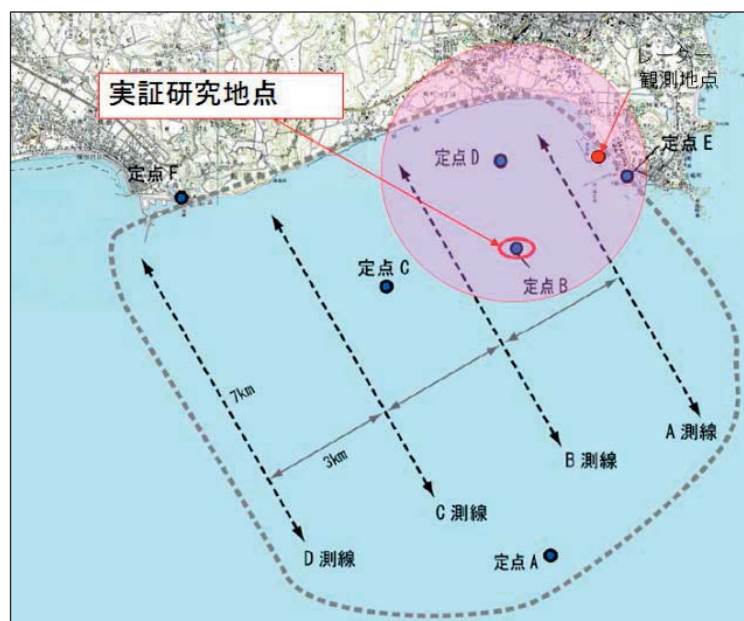 レーダー
観測地点
実証研究地点
定点 E
定点 D
定点 F
定点 C
定点 B
7km
3km
A 測線
B 測線
C 測線
D 測線
定点 A